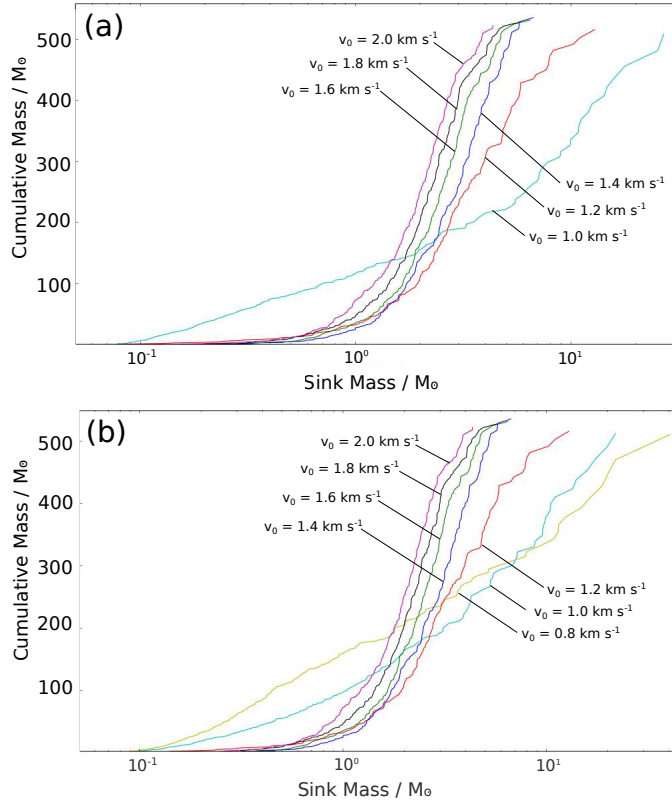 (a)
Cumulative Mass / M⊙
500
400
300
200
100
v₀ = 2.0 km s⁻¹
v₀ = 1.8 km s⁻¹
v₀ = 1.6 km s⁻¹
v₀ = 1.4 km s⁻¹
v₀ = 1.2 km s⁻¹
v₀ = 1.0 km s⁻¹
10⁻¹ 10⁰ 10¹
Sink Mass / M⊙
(b)
Cumulative Mass / M⊙
500
400
300
200
100
v₀ = 2.0 km s⁻¹
v₀ = 1.8 km s⁻¹
v₀ = 1.6 km s⁻¹
v₀ = 1.4 km s⁻¹
v₀ = 1.2 km s⁻¹
v₀ = 1.0 km s⁻¹
v₀ = 0.8 km s⁻¹
10⁻¹ 10⁰ 10¹
Sink Mass / M⊙